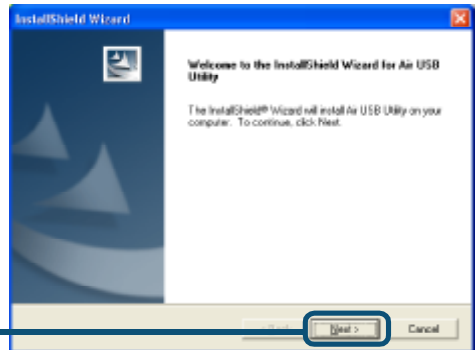 InstallShield Wizard
Welcome to the InstallShield Wizard for Air USB
Utility
The InstallShield® Wizard will install Air USB Utility on your
computer. To continue, click Next.
< Back Next > Cancel